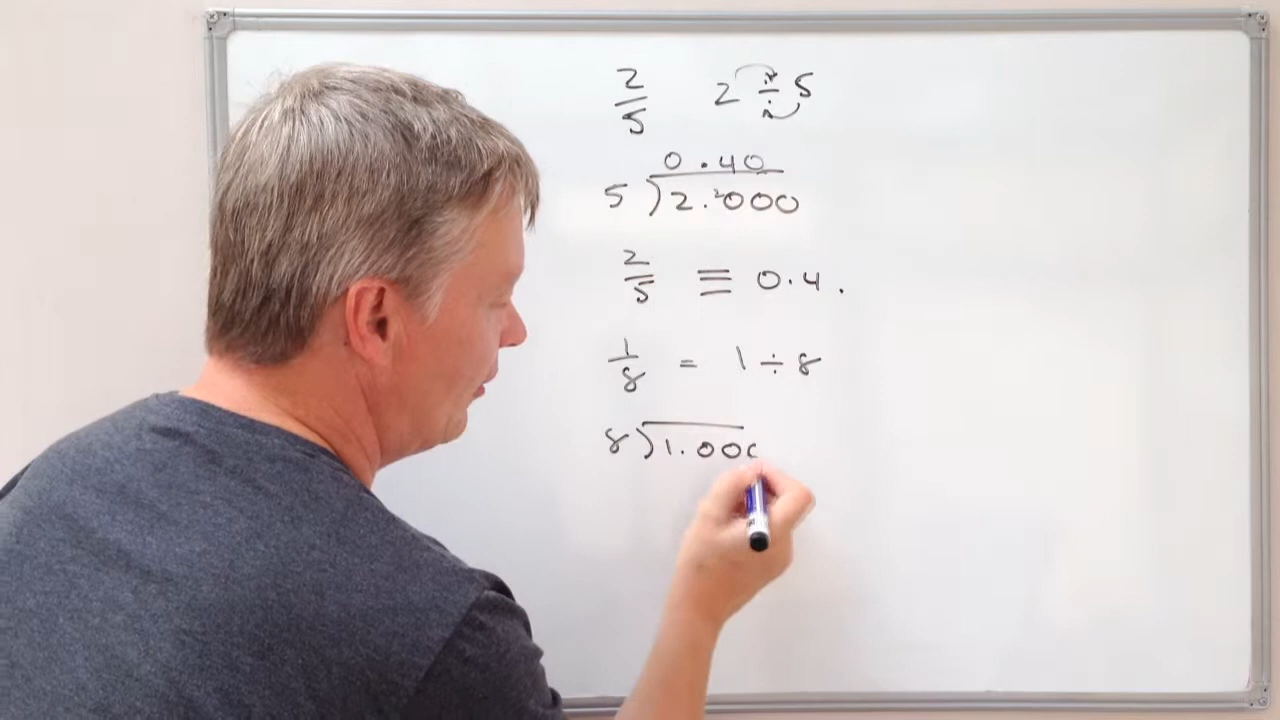 2/5 2 ÷ 5
0.40
5)2.²000
2/5 ≡ 0.4.
1/8 = 1 ÷ 8
8)1.000